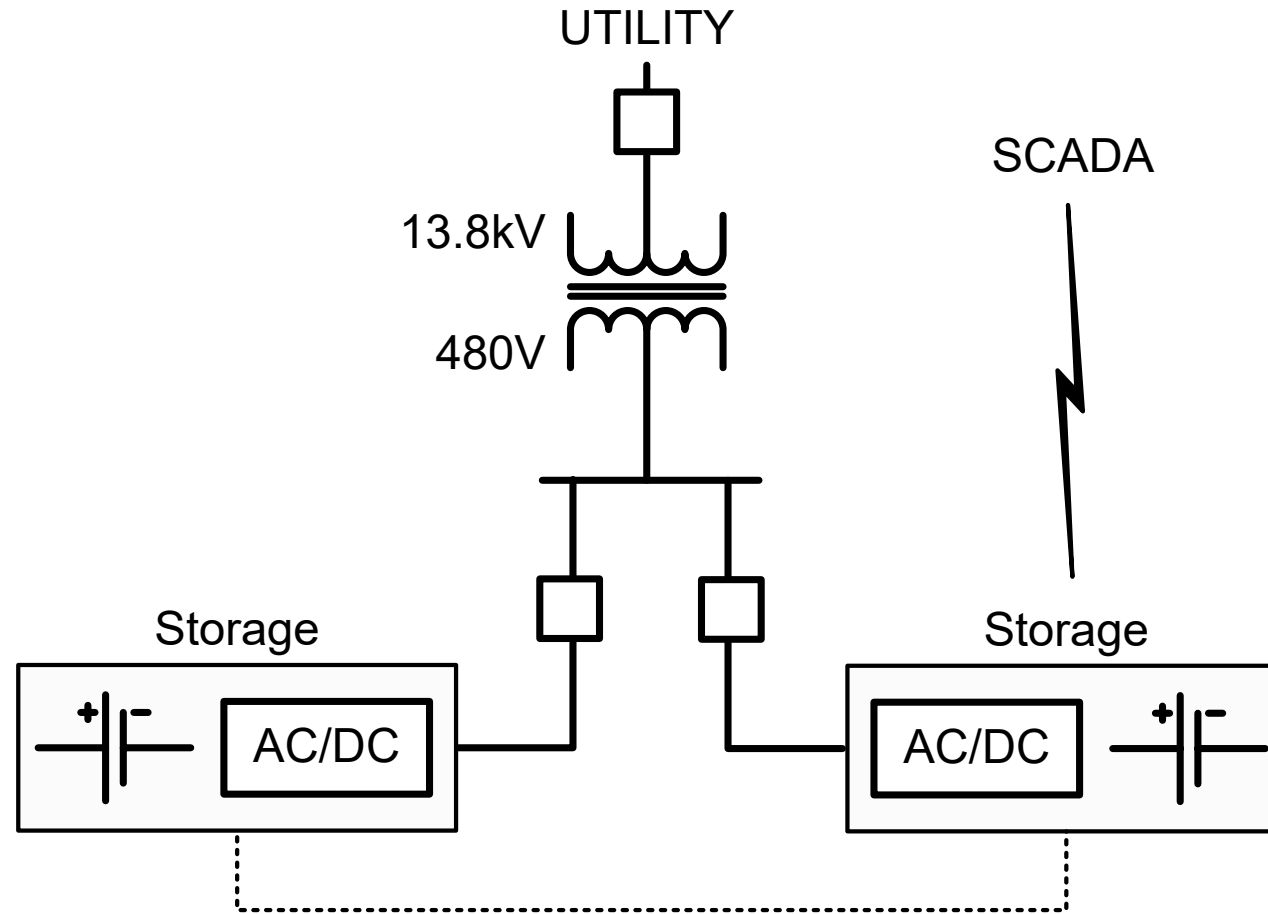 UTILITY
SCADA
13.8kV
480V
Storage
Storage
+ -
AC/DC
AC/DC
+ -